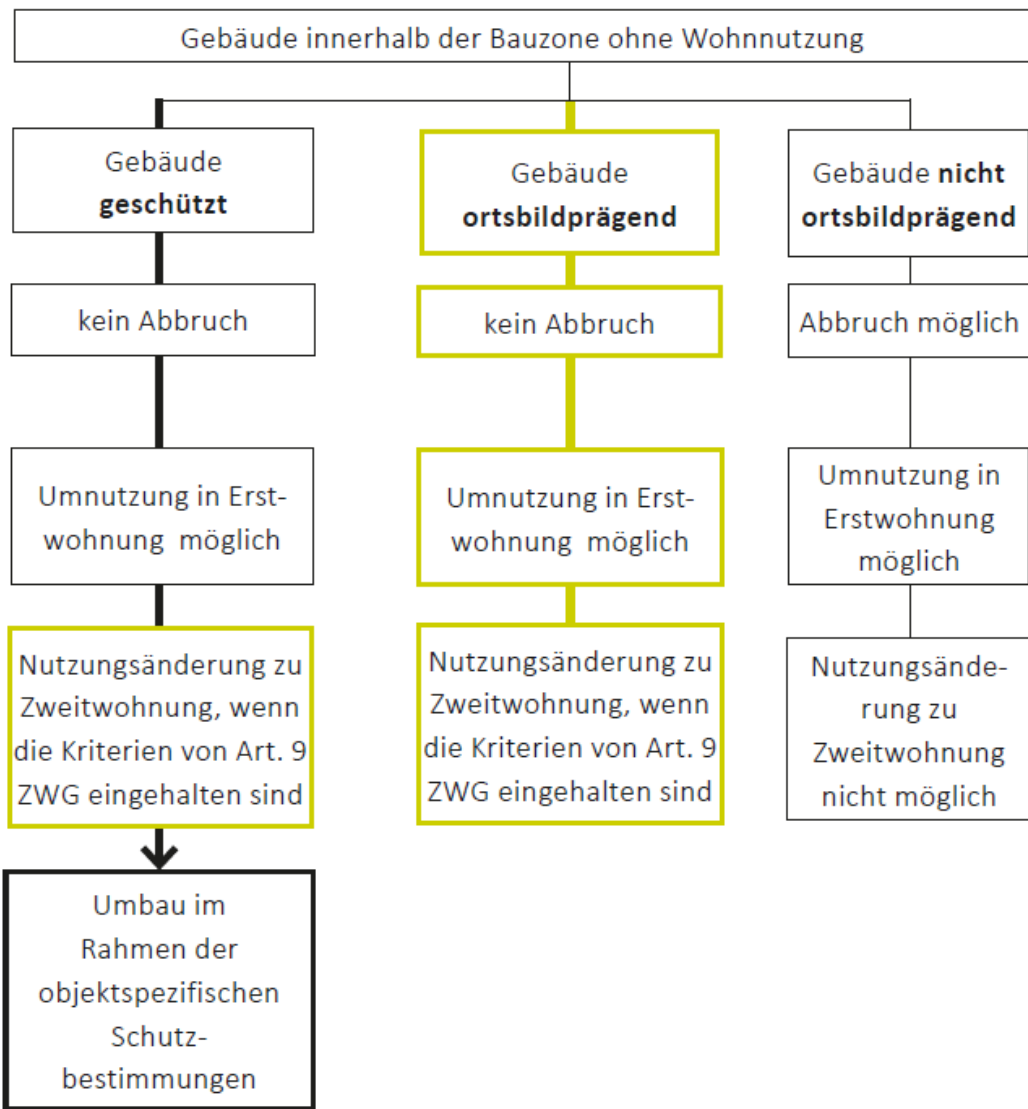 Gebäude innerhalb der Bauzone ohne Wohnnutzung
Gebäude
geschützt
kein Abbruch
Umnutzung in Erst-
wohnung möglich
Nutzungsänderung zu
Zweitwohnung, wenn
die Kriterien von Art. 9
ZWG eingehalten sind
Umbau im
Rahmen der
objektspezifischen
Schutz-
bestimmungen
Gebäude
ortsbildprägend
kein Abbruch
Umnutzung in Erst-
wohnung möglich
Nutzungsänderung zu
Zweitwohnung, wenn
die Kriterien von Art. 9
ZWG eingehalten sind
Gebäude nicht
ortsbildprägend
Abbruch möglich
Umnutzung in
Erstwohnung
möglich
Nutzungsände-
rung zu
Zweitwohnung
nicht möglich